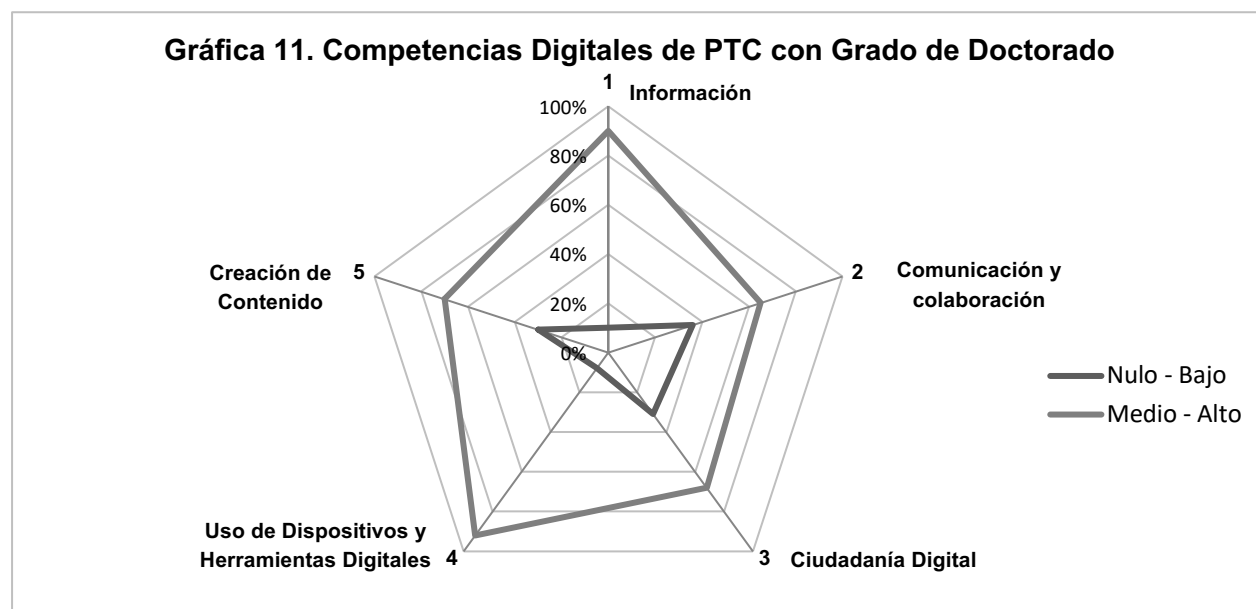 Gráfica 11. Competencias Digitales de PTC con Grado de Doctorado
1
Información
100%
80%
60%
40%
20%
0%
2
Comunicación y
colaboración
3
Ciudadanía Digital
4
Uso de Dispositivos y
Herramientas Digitales
5
Creación de
Contenido
Nulo - Bajo
Medio - Alto